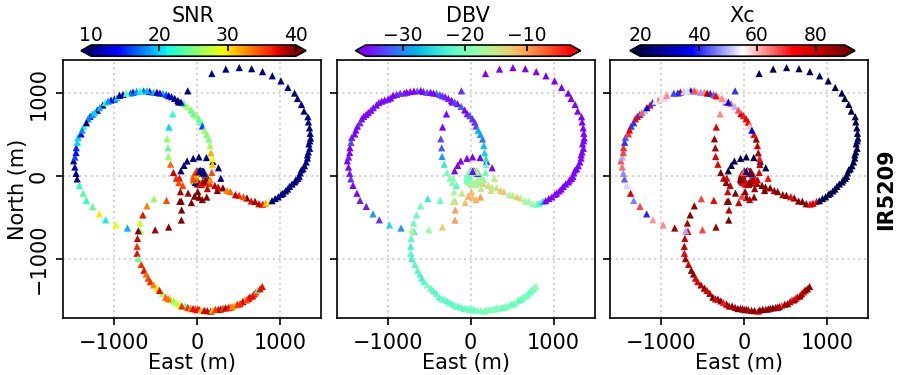 SNR DBV Xc
10 20 30 40 −30 −20 −10 20 40 60 80
1000
0
−1000
North (m)
IR5209
−1000 0 1000 −1000 0 1000 −1000 0 1000
East (m) East (m) East (m)